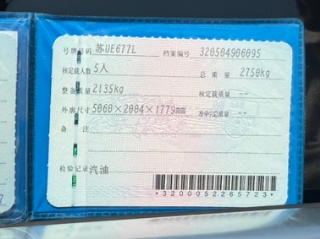 号牌号码 苏UE677L 档案编号 320504906095
核定载人数 5人 总质量 2750kg
整备质量 2135kg 核定载质量 --
外廓尺寸 5060×2004×1779mm 准牵引总质量 --
备注
检验记录 汽油
*3200052265723*